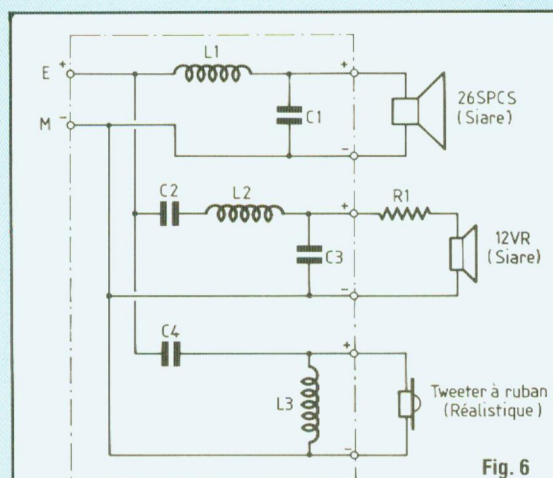 L1
E +
C1
+
26SPCS
(Siare)
M -
-
C2
L2
+
R1
C3
12VR
(Siare)
-
C4
+
L3
Tweeter à ruban
(Réalistique)
-
Fig. 6